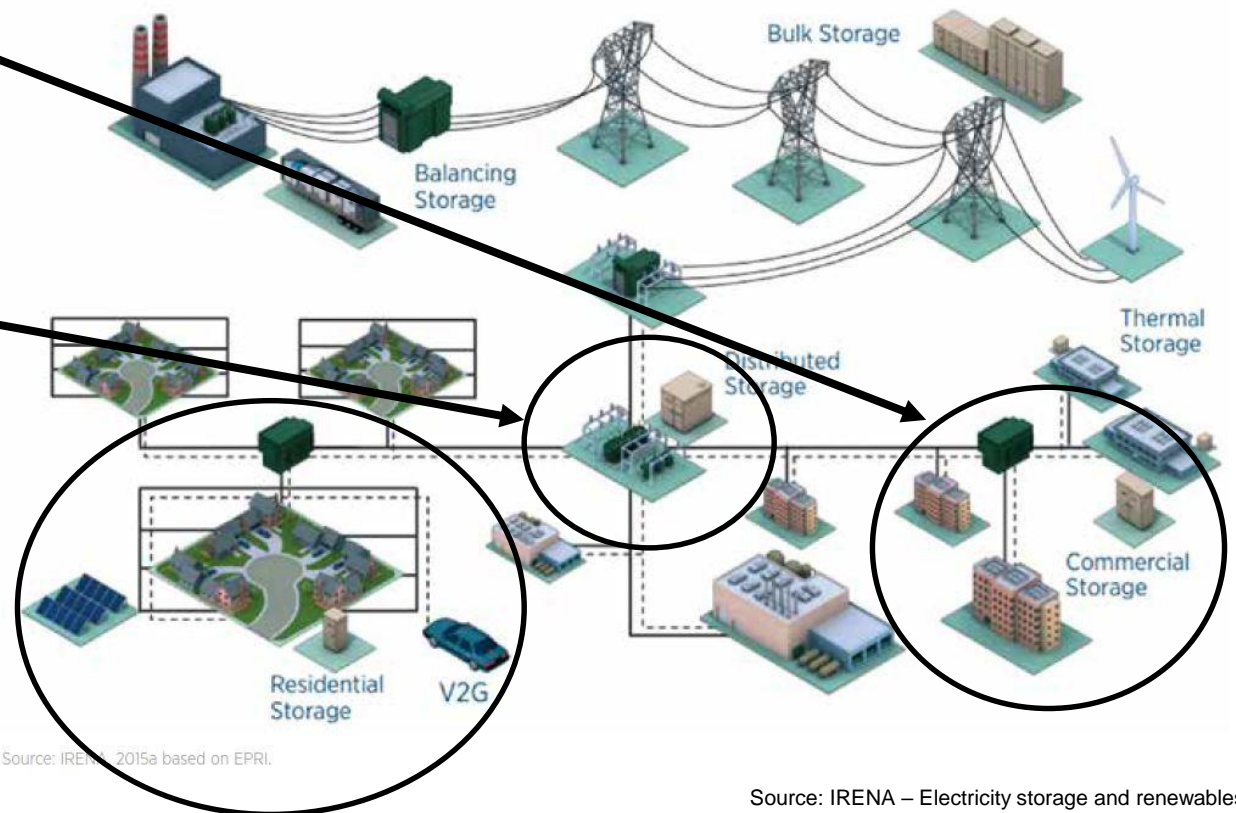 Bulk Storage
Balancing
Storage
Thermal
Storage
Distributed
Storage
Commercial
Storage
Residential
Storage
V2G
Source: IRENA, 2015a based on EPRI.
Source: IRENA – Electricity storage and renewables